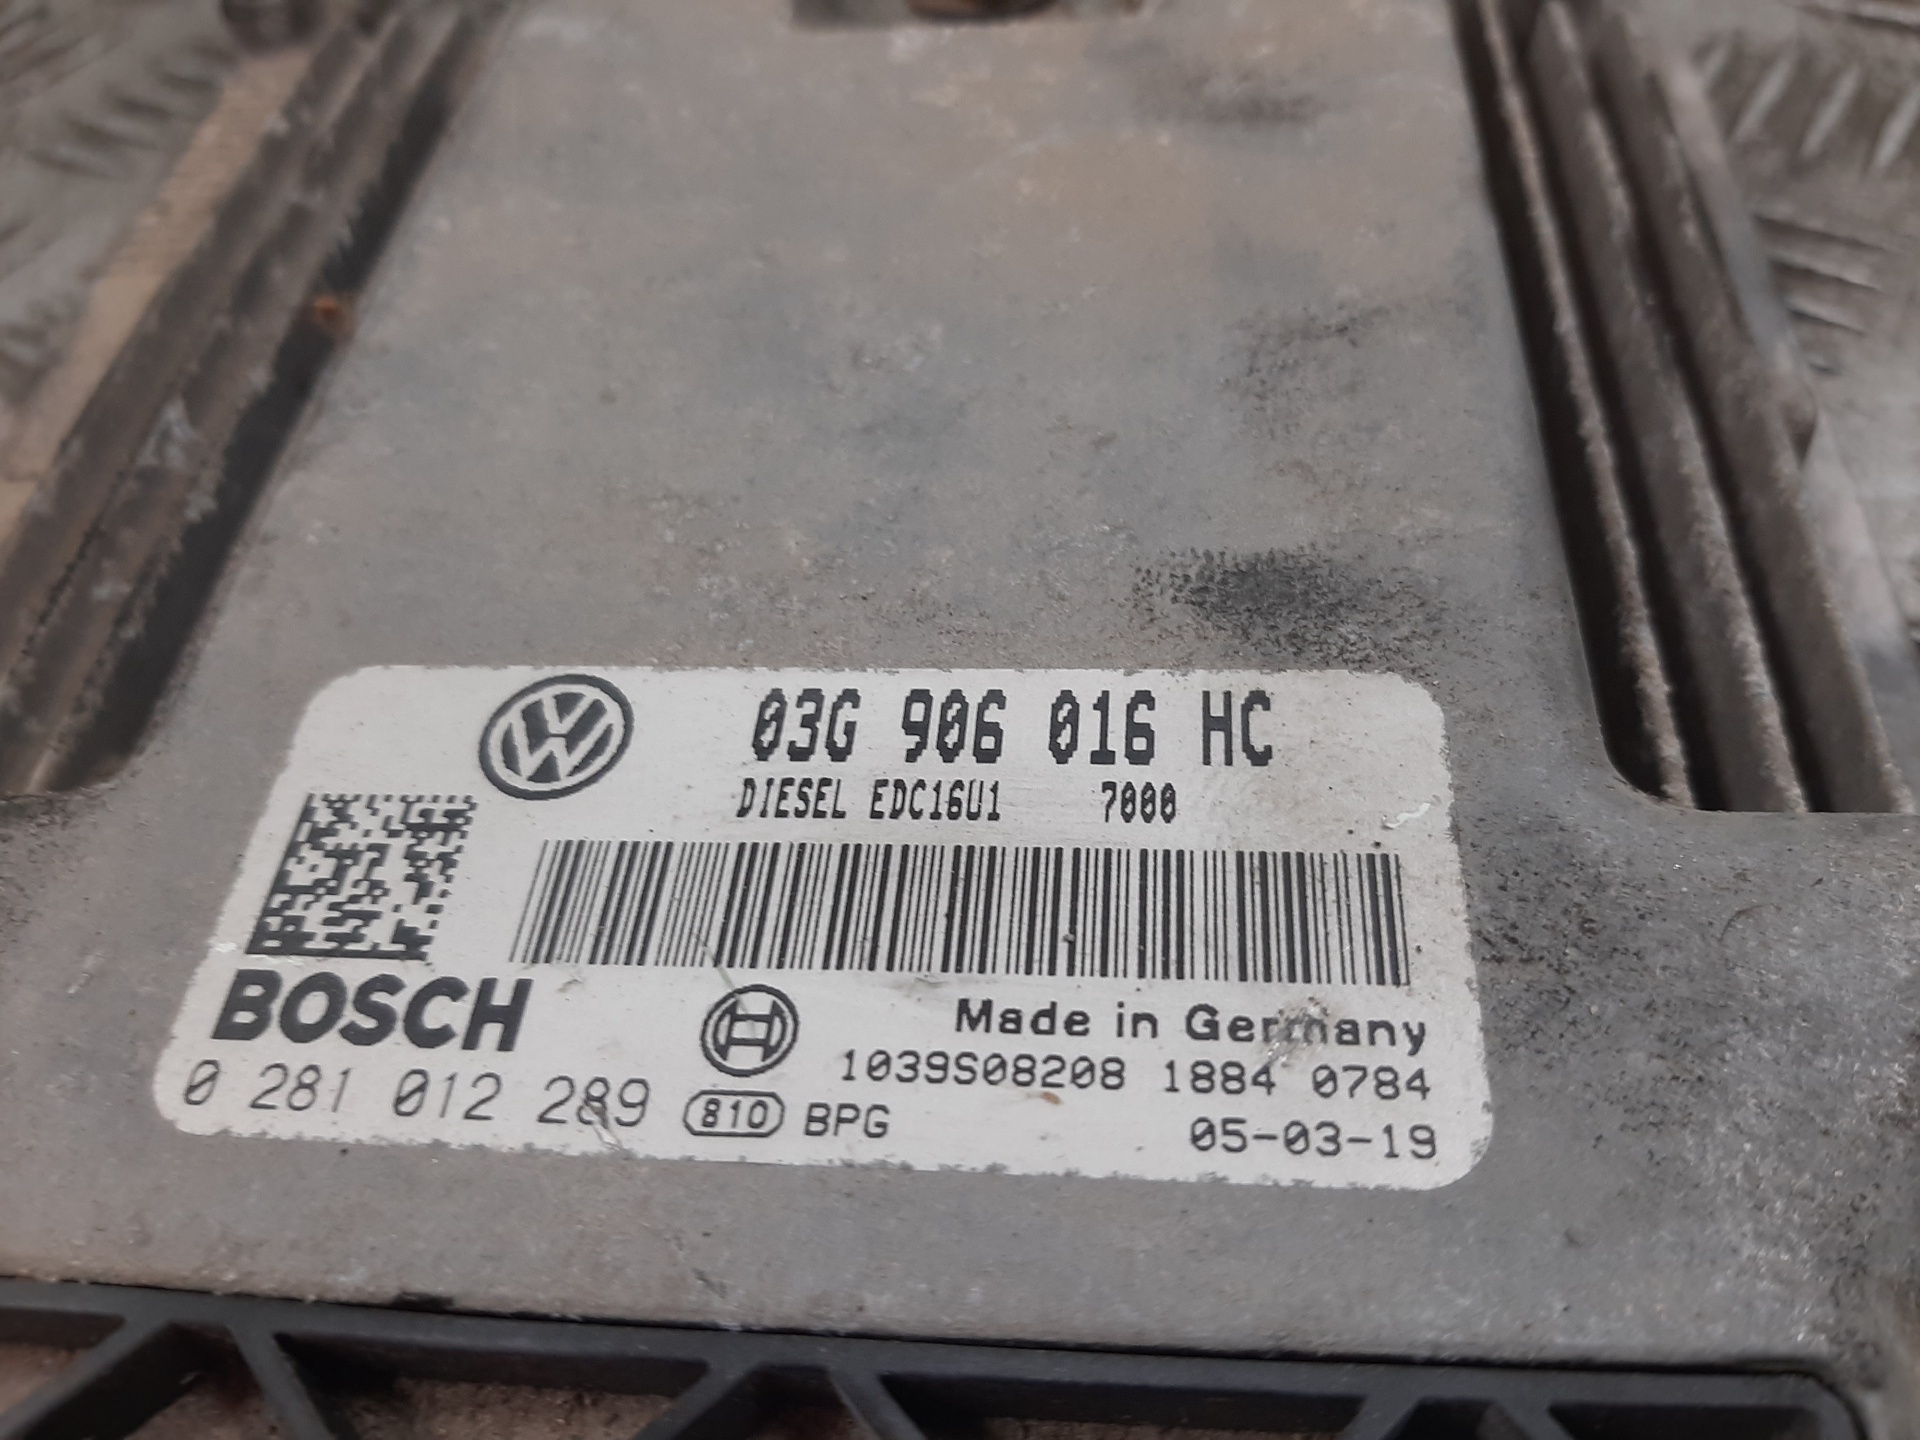 03G 906 016 HC
DIESEL EDC16U1 7000
BOSCH
Made in Germany
1039S08208 1884 0784
0 281 012 289 810 BPG 05-03-19